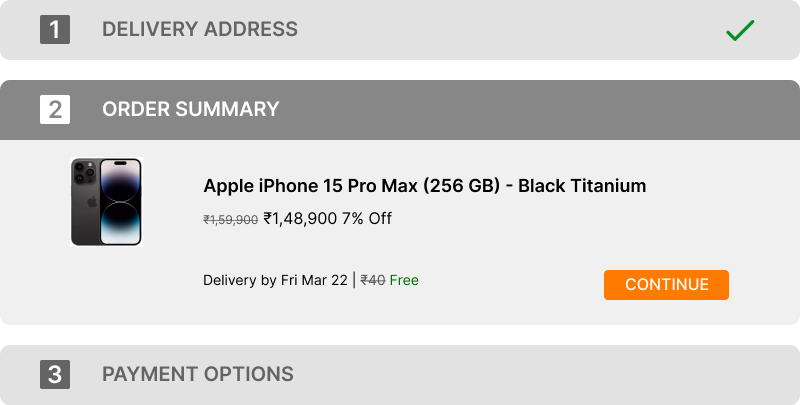 1 DELIVERY ADDRESS
2 ORDER SUMMARY
Apple iPhone 15 Pro Max (256 GB) - Black Titanium
₹1,59,900 ₹1,48,900 7% Off
Delivery by Fri Mar 22 | ₹40 Free
CONTINUE
3 PAYMENT OPTIONS